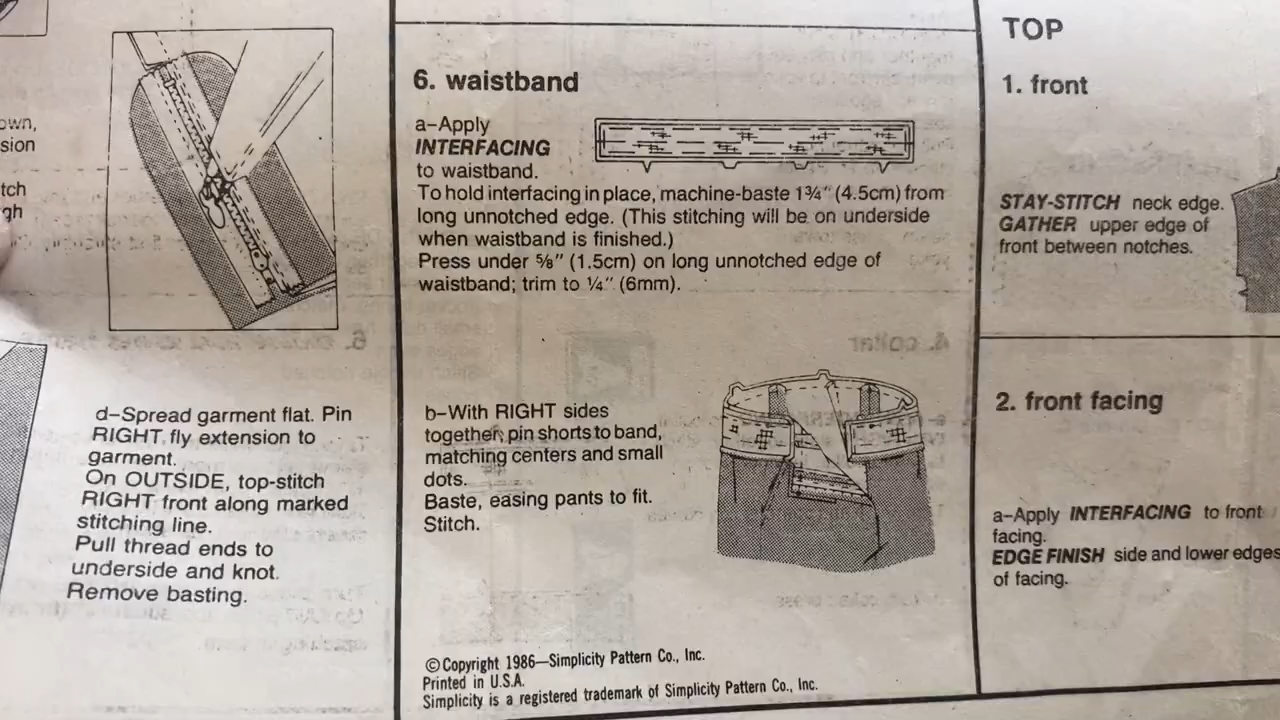 own,
sion
tch
gh
d–Spread garment flat. Pin
RIGHT fly extension to
garment.
On OUTSIDE, top-stitch
RIGHT front along marked
stitching line.
Pull thread ends to
underside and knot.
Remove basting.
6. waistband
a–Apply
INTERFACING
to waistband.
To hold interfacing in place, machine-baste 1¾" (4.5cm) from
long unnotched edge. (This stitching will be on underside
when waistband is finished.)
Press under ⅝" (1.5cm) on long unnotched edge of
waistband; trim to ¼" (6mm).
b–With RIGHT sides
together, pin shorts to band,
matching centers and small
dots.
Baste, easing pants to fit.
Stitch.
©Copyright 1986—Simplicity Pattern Co., Inc.
Printed in U.S.A.
Simplicity is a registered trademark of Simplicity Pattern Co., Inc.
TOP
1. front
STAY-STITCH neck edge.
GATHER upper edge of
front between notches.
2. front facing
a–Apply INTERFACING to front
facing.
EDGE FINISH side and lower edges
of facing.